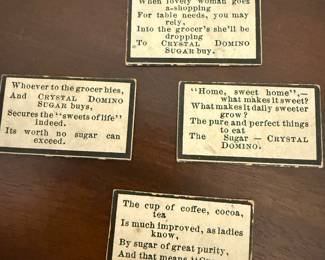 When lovely woman goes
a-shopping
For table needs, you may
rely,
Into the grocer's she'll be
dropping
To CRYSTAL DOMINO
SUGAR buy.
Whoever to the grocer hies,
And CRYSTAL DOMINO
SUGAR buys,
Secures the "sweets of life"
indeed.
Its worth no sugar can
exceed.
"Home, sweet home",—
what makes it sweet?
What makes it daily sweeter
grow?
The pure and perfect things
to eat
The Sugar — CRYSTAL
DOMINO.
The cup of coffee, cocoa,
tea
Is much improved, as ladies
know,
By sugar of great purity,
And that means